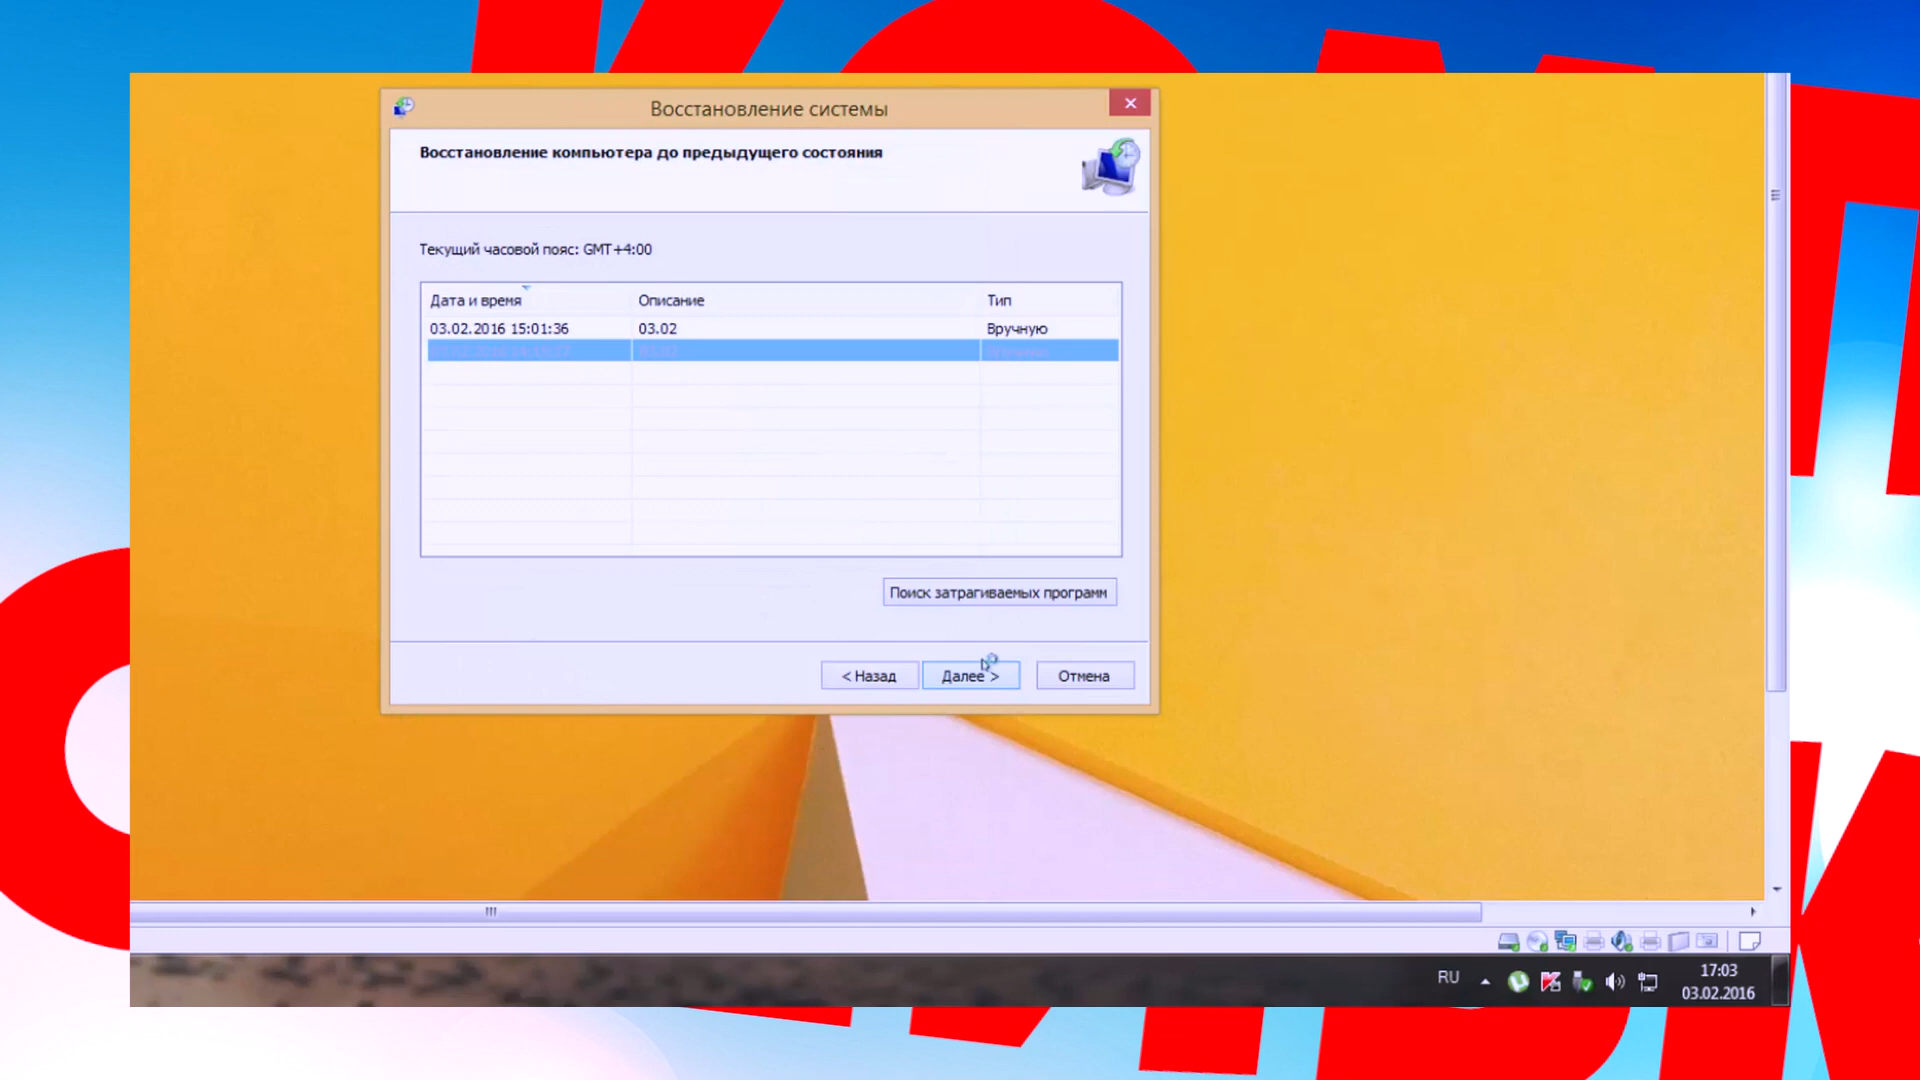 Восстановление системы
Восстановление компьютера до предыдущего состояния
Текущий часовой пояс: GMT+4:00
Дата и время Описание Тип
03.02.2016 15:01:36 03.02 Вручную
Поиск затрагиваемых программ
< Назад Далее > Отмена
RU 17:03
03.02.2016